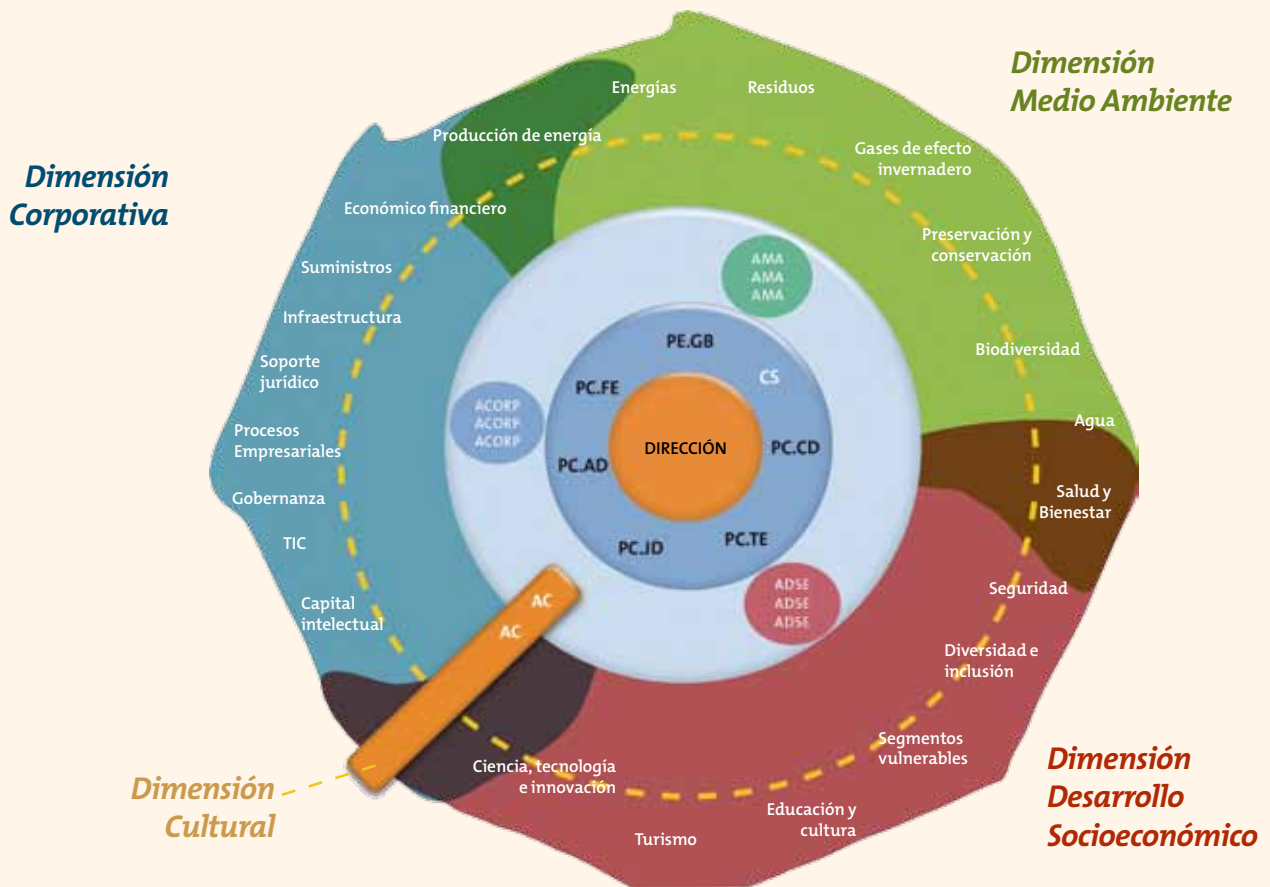 Dimensión
Medio Ambiente
Energías
Residuos
Producción de energía
Gases de efecto
invernadero
Dimensión
Corporativa
Económico financiero
Preservación y
conservación
Suministros
AMA
AMA
AMA
Infraestructura
PE.GB
Biodiversidad
Soporte
jurídico
CS
PC.FE
ACORP
ACORP
ACORP
Agua
Procesos
Empresariales
DIRECCIÓN
PC.CD
PC.AD
Gobernanza
Salud y
Bienestar
TIC
PC.JD
PC.TE
Seguridad
ADSE
ADSE
ADSE
Capital
intelectual
AC
AC
Diversidad e
inclusión
Segmentos
vulnerables
Ciencia, tecnología
e innovación
Dimensión
Cultural
Educación y
cultura
Turismo
Dimensión
Desarrollo
Socioeconómico